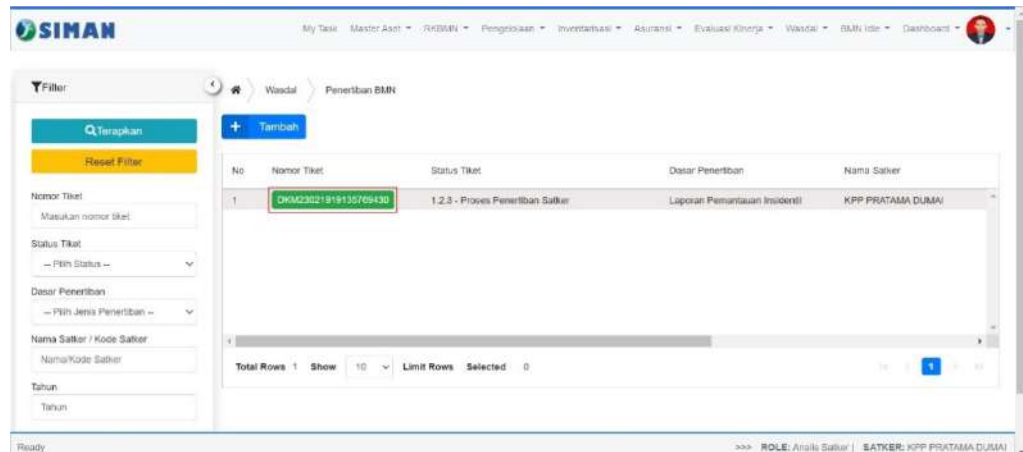 SIMAN
My Task Master Aset RKBMN Pengelolaan Inventarisasi Asuransi Evaluasi Kinerja Wasdal BMN Idle Dashboard
Filter
Wasdal Penertiban BMN
Terapkan
Tambah
Reset Filter
No Nomor Tiket Status Tiket Dasar Penertiban Nama Satker
1 DKM23021919135769430 1.2.3 - Proses Penertiban Satker Laporan Pemantauan Insidentil KPP PRATAMA DUMAI
Nomor Tiket
Masukan nomor tiket
Status Tiket
-- Pilih Status --
Dasar Penertiban
-- Pilih Jenis Penertiban --
Nama Satker / Kode Satker
Nama/Kode Satker
Total Rows 1 Show 10 Limit Rows Selected 0
1
Tahun
Tahun
Ready
>>> ROLE: Analis Satker | SATKER: KPP PRATAMA DUMAI